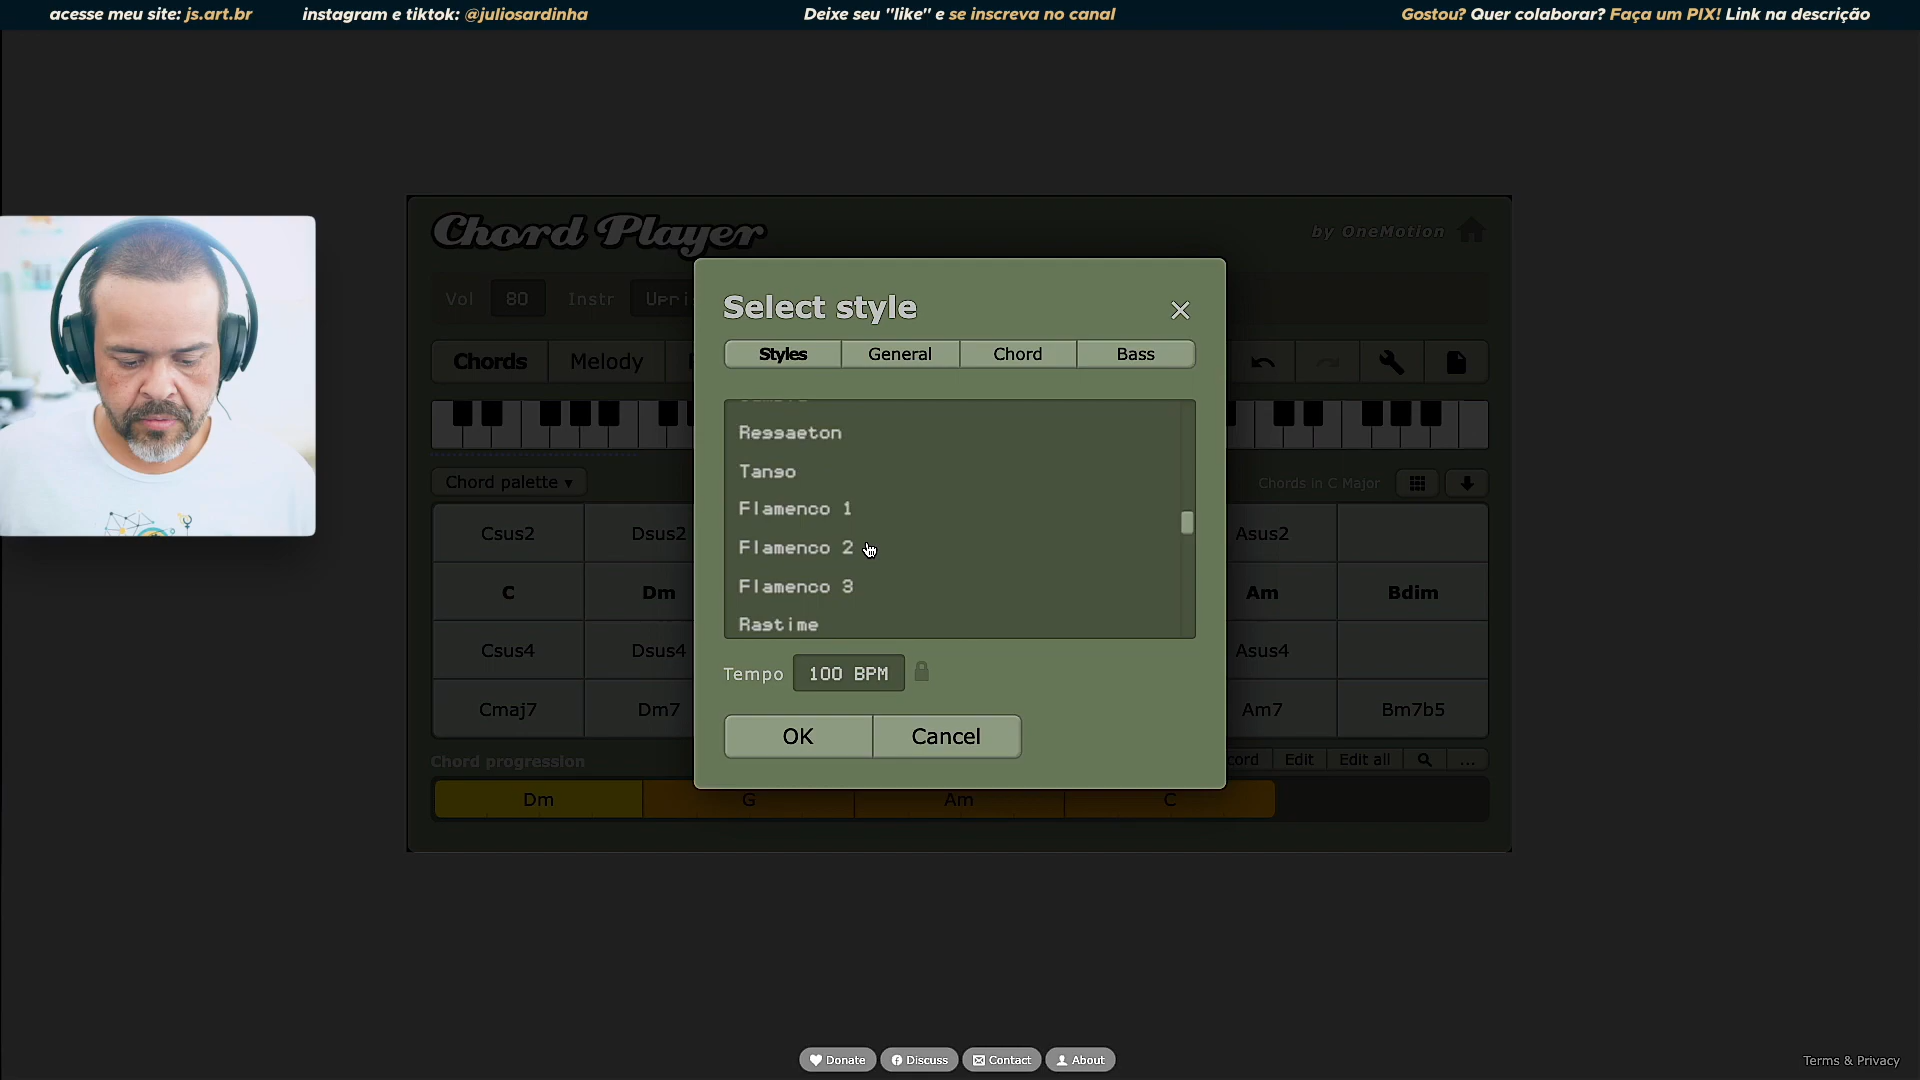 acesse meu site: js.art.br
instagram e tiktok: @juliosardinha
Deixe seu "like" e se inscreva no canal
Gostou? Quer colaborar? Faça um PIX! Link na descrição
Chord Player
by OneMotion
Vol 80 Instr Upri
Select style
Styles General Chord Bass
Chords Melody
Reggaeton
Tango
Flamenco 1
Flamenco 2
Flamenco 3
Ragtime
Tempo 100 BPM
OK Cancel
Chord palette ▾
Chords in C Major
Csus2 Dsus2 Asus2
C Dm Am Bdim
Csus4 Dsus4 Asus4
Cmaj7 Dm7 Am7 Bm7b5
Chord progression
Edit Edit all ...
Dm G Am C
Donate Discuss Contact About
Terms & Privacy